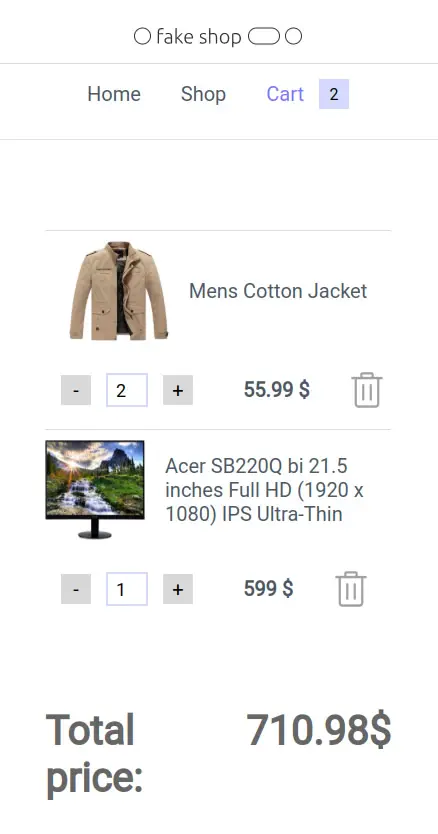 fake shop
Home Shop Cart 2
Mens Cotton Jacket
- 2 + 55.99 $
Acer SB220Q bi 21.5
inches Full HD (1920 x
1080) IPS Ultra-Thin
- 1 + 599 $
Total 710.98$
price: